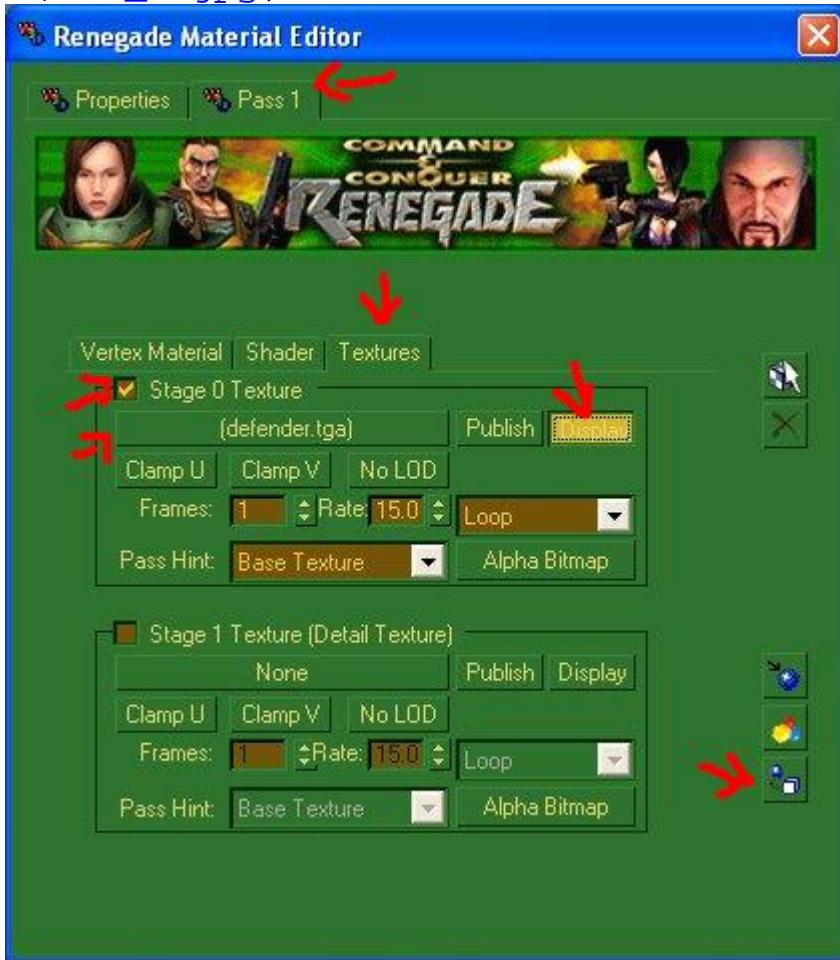 Renegade Material Editor
Properties Pass 1
COMMAND
CONQUER
RENEGADE
Vertex Material Shader Textures
Stage 0 Texture
(defender.tga) Publish Display
Clamp U Clamp V No LOD
Frames: 1 Rate: 15.0 Loop
Pass Hint: Base Texture Alpha Bitmap
Stage 1 Texture (Detail Texture)
None Publish Display
Clamp U Clamp V No LOD
Frames: 1 Rate: 15.0 Loop
Pass Hint: Base Texture Alpha Bitmap